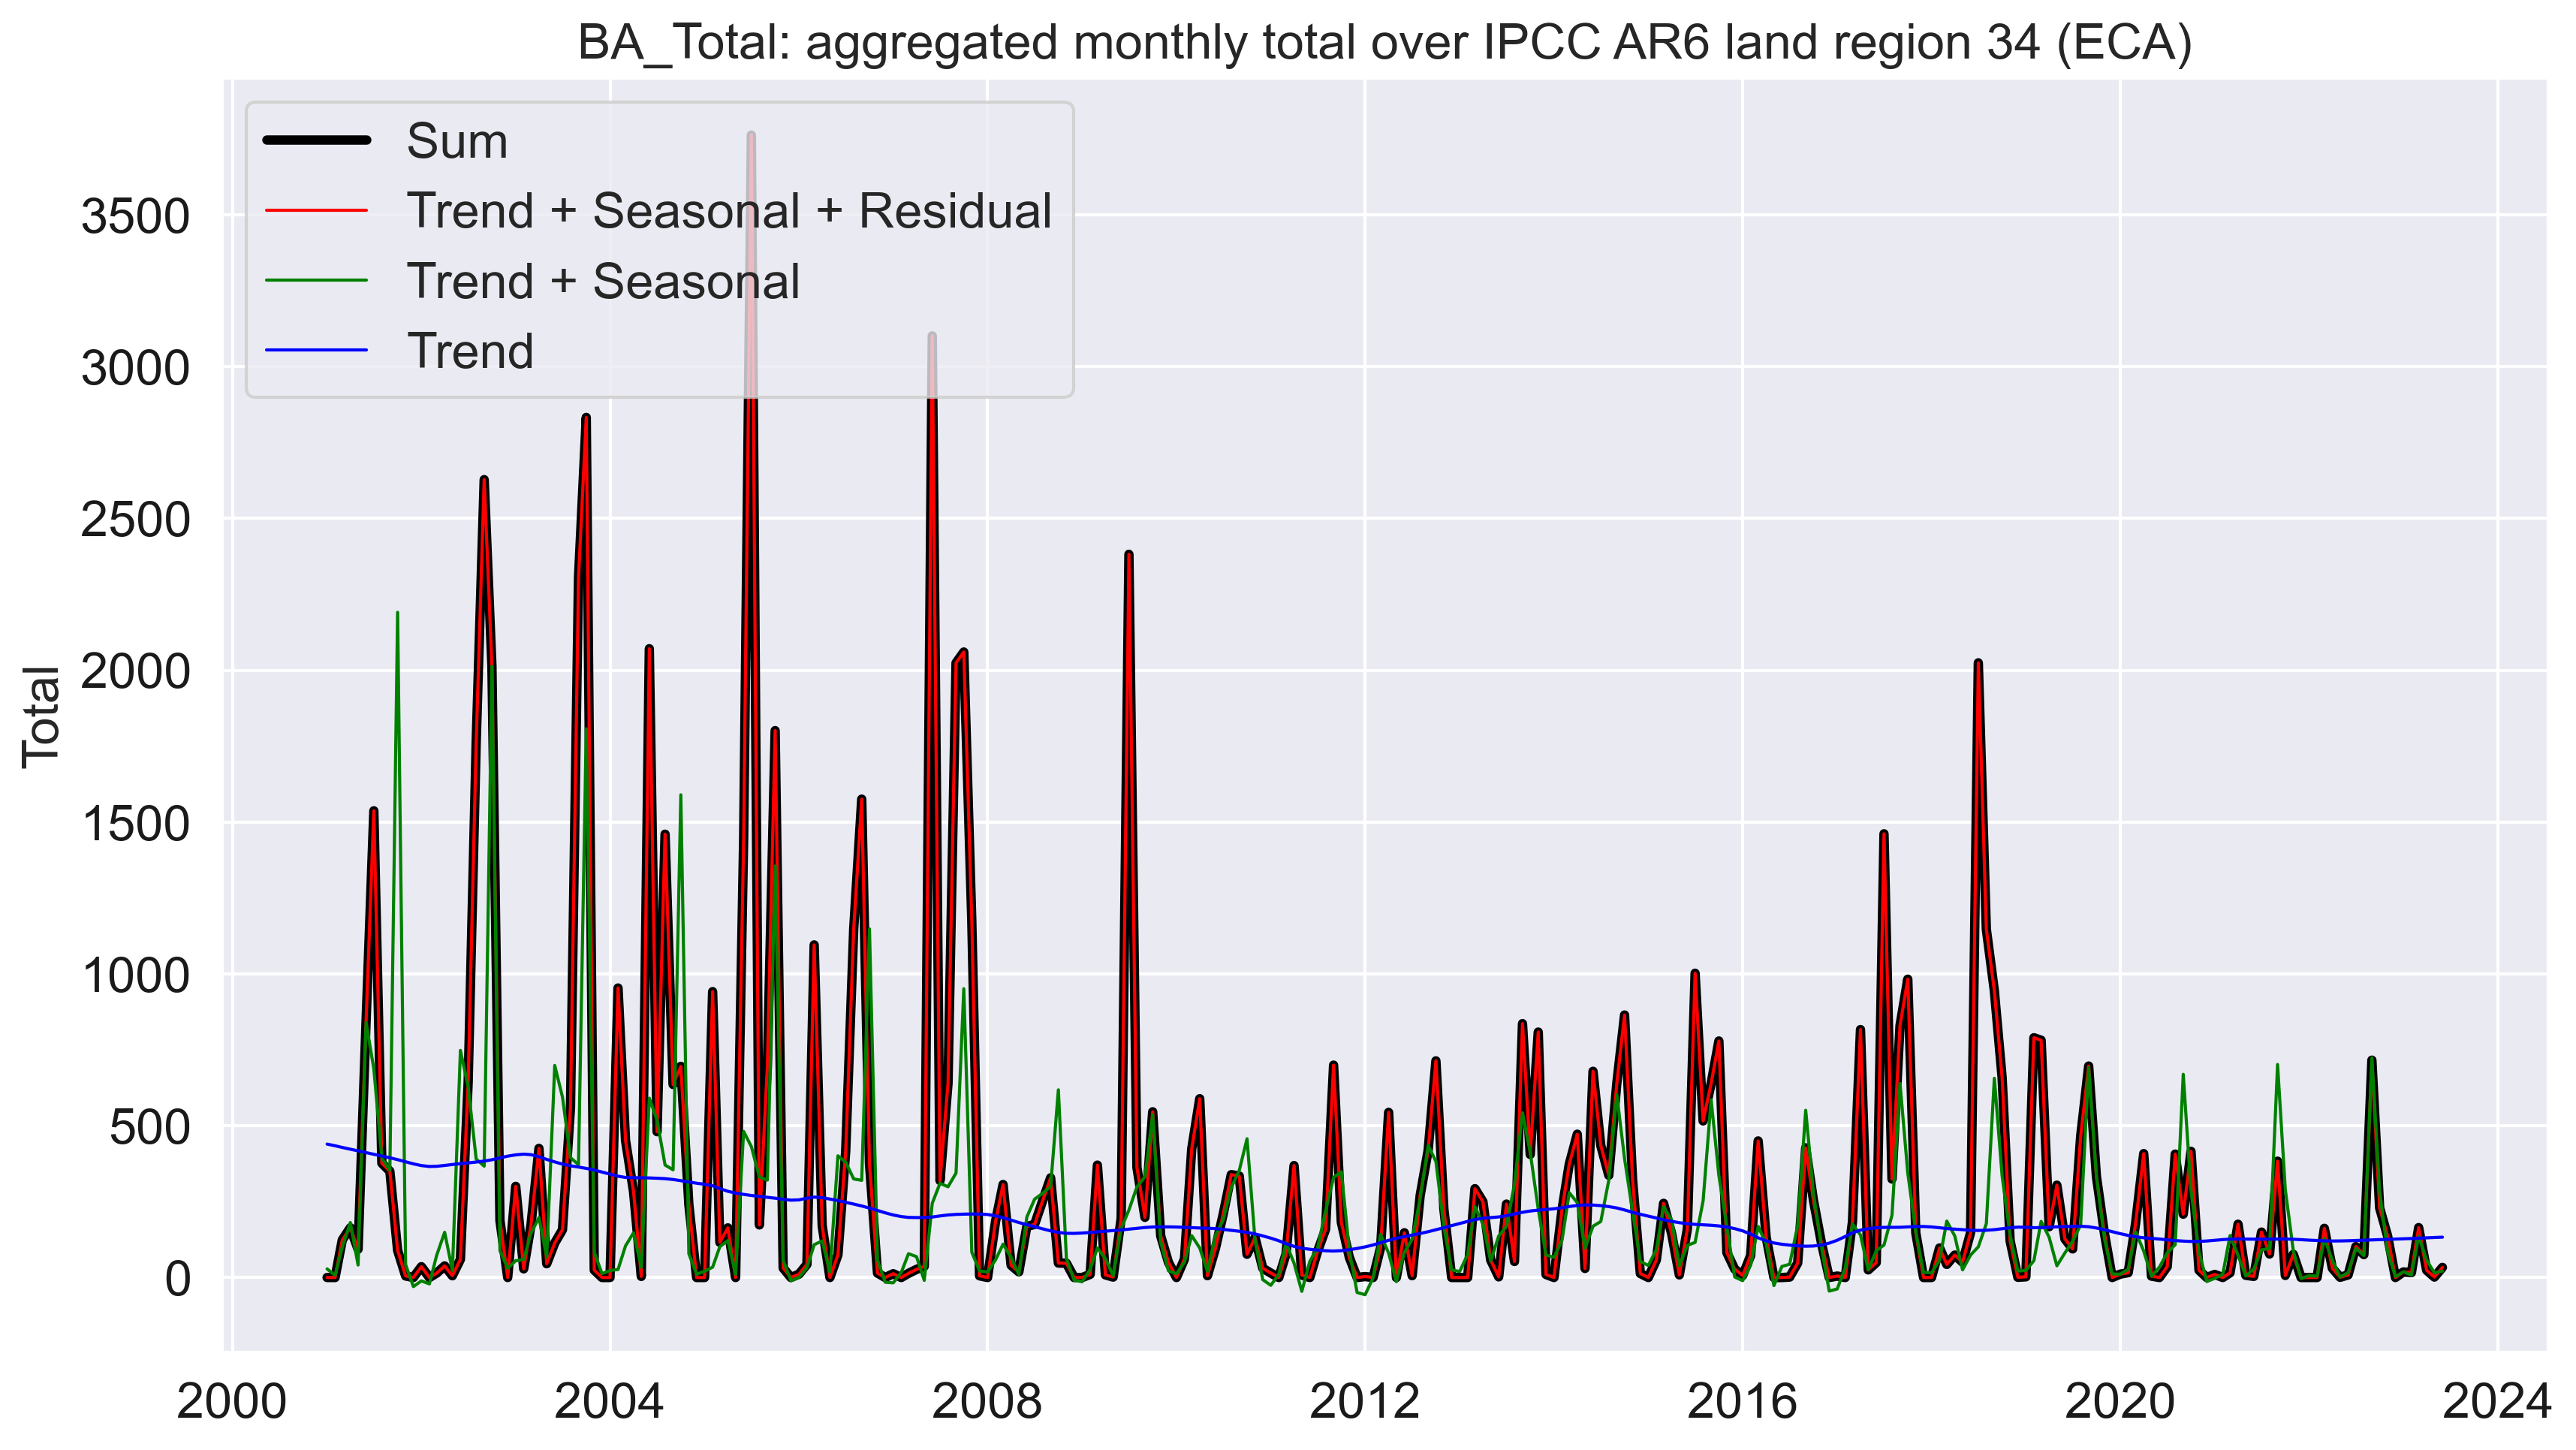 BA_Total: aggregated monthly total over IPCC AR6 land region 34 (ECA)
Sum
Trend + Seasonal + Residual
Trend + Seasonal
Trend
Total
3500
3000
2500
2000
1500
1000
500
0
2000 2004 2008 2012 2016 2020 2024